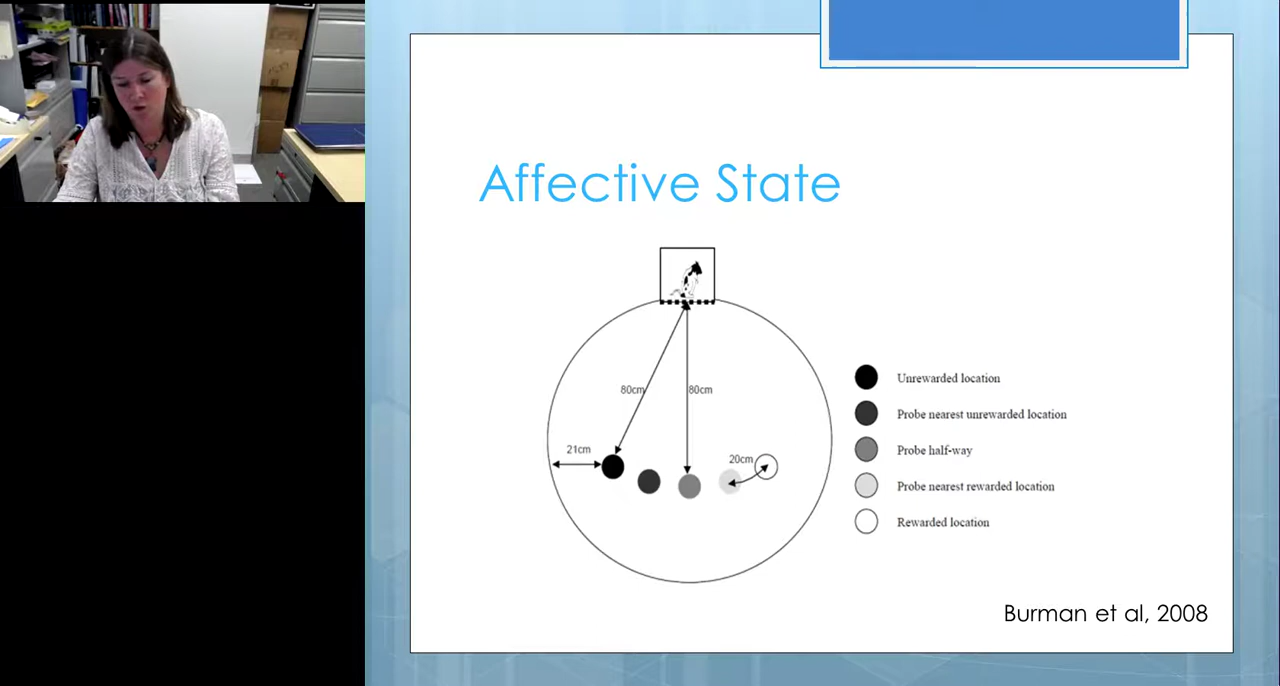 Affective State
80cm
80cm
21cm
20cm
Unrewarded location
Probe nearest unrewarded location
Probe half-way
Probe nearest rewarded location
Rewarded location
Burman et al, 2008